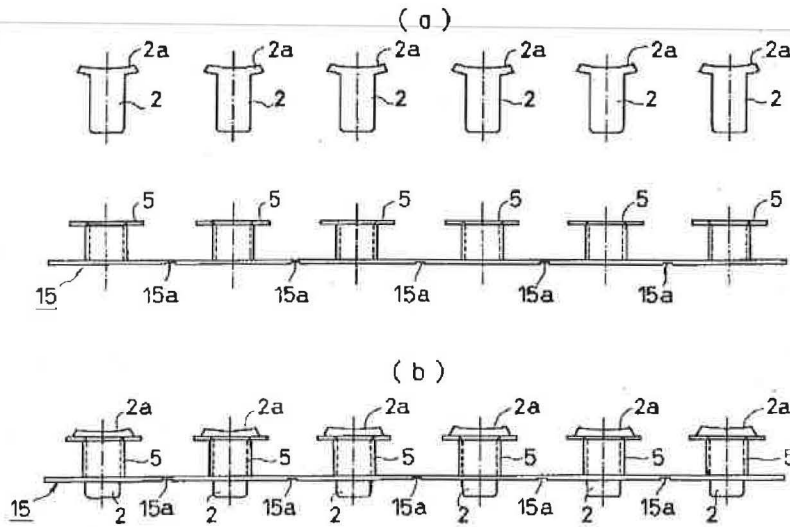 (a)
2a 2a 2a 2a 2a 2a
2 2 2 2 2 2
5 5 5 5 5 5
15 15a 15a 15a 15a 15a
(b)
2a 2a 2a 2a 2a 2a
5 5 5 5 5 5
15 2 15a 2 15a 2 15a 2 15a 2 15a 2